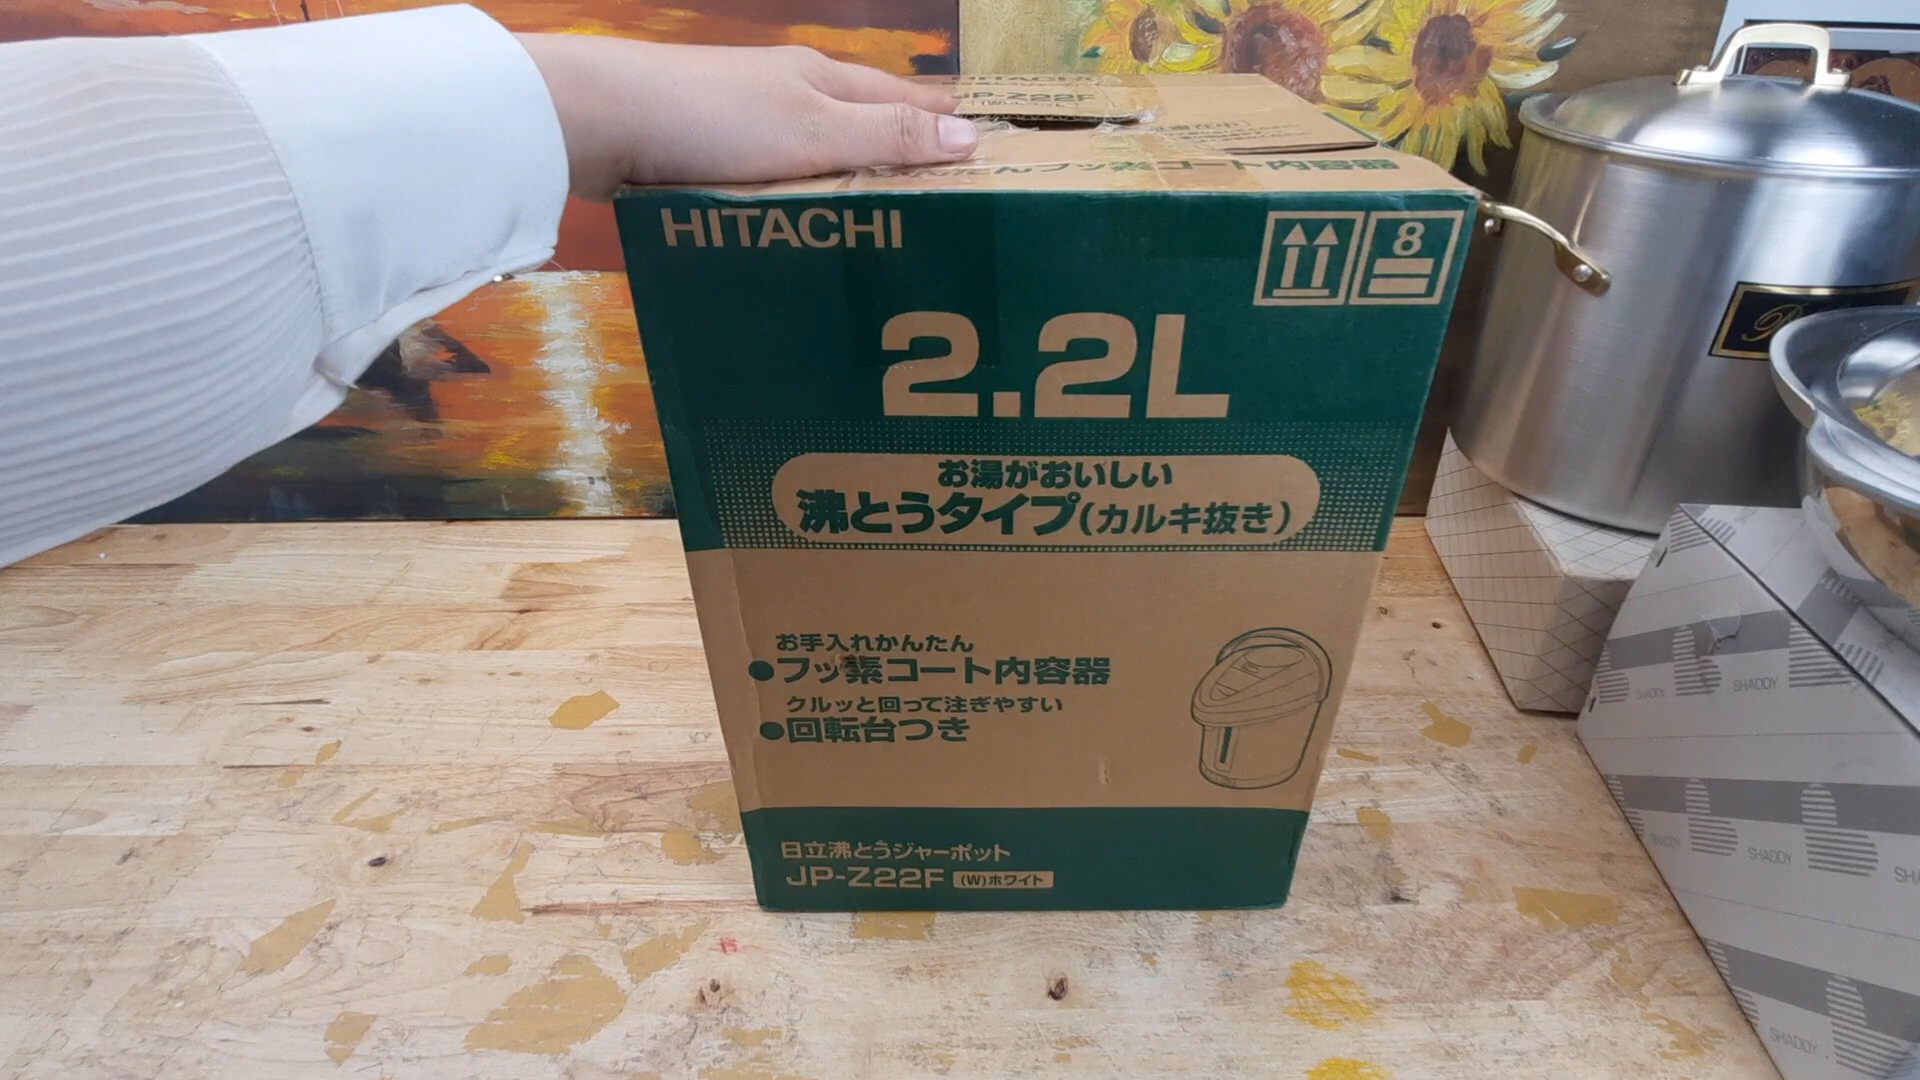 HITACHI
JP-Z22F
フッ素コート内容器
HITACHI
8
2.2L
お湯がおいしい
沸とうタイプ(カルキ抜き)
お手入れかんたん
●フッ素コート内容器
クルッと回って注ぎやすい
●回転台つき
日立沸とうジャーポット
JP-Z22F (W)ホワイト
SHADDY
SHADDY
SHADDY
SHADDY
SHADDY